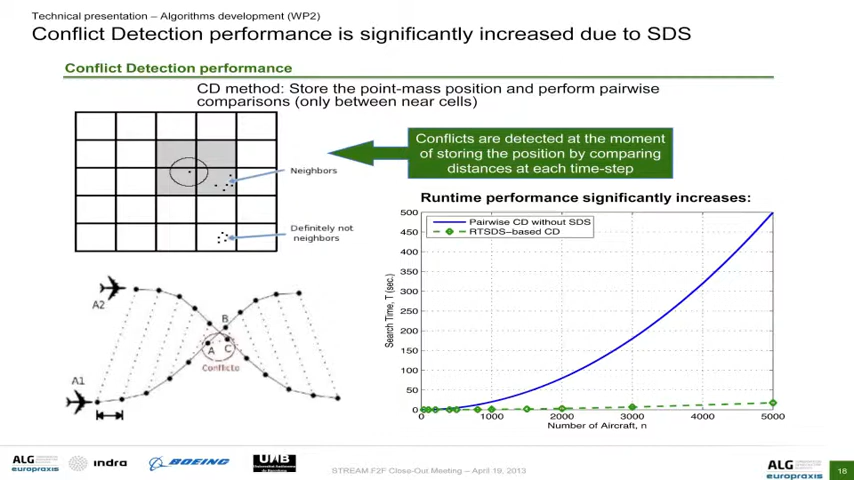 Technical presentation – Algorithms development (WP2)
Conflict Detection performance is significantly increased due to SDS
Conflict Detection performance
CD method: Store the point-mass position and perform pairwise
comparisons (only between near cells)
Neighbors
Definitely not
neighbors
Conflicts are detected at the moment
of storing the position by comparing
distances at each time-step
Runtime performance significantly increases:
Pairwise CD without SDS
RTSDS-based CD
500
450
400
350
300
250
200
150
100
50
0
Search Time, T (sec.)
0
1000
2000
3000
4000
5000
Number of Aircraft, n
A2
B
A
C
Conflicto
A1
ALG
europraxis
indra
BOEING
UAB
Universitat Autònoma
de Barcelona
STREAM F2F Close-Out Meeting – April 19, 2013
ALG
europraxis
18